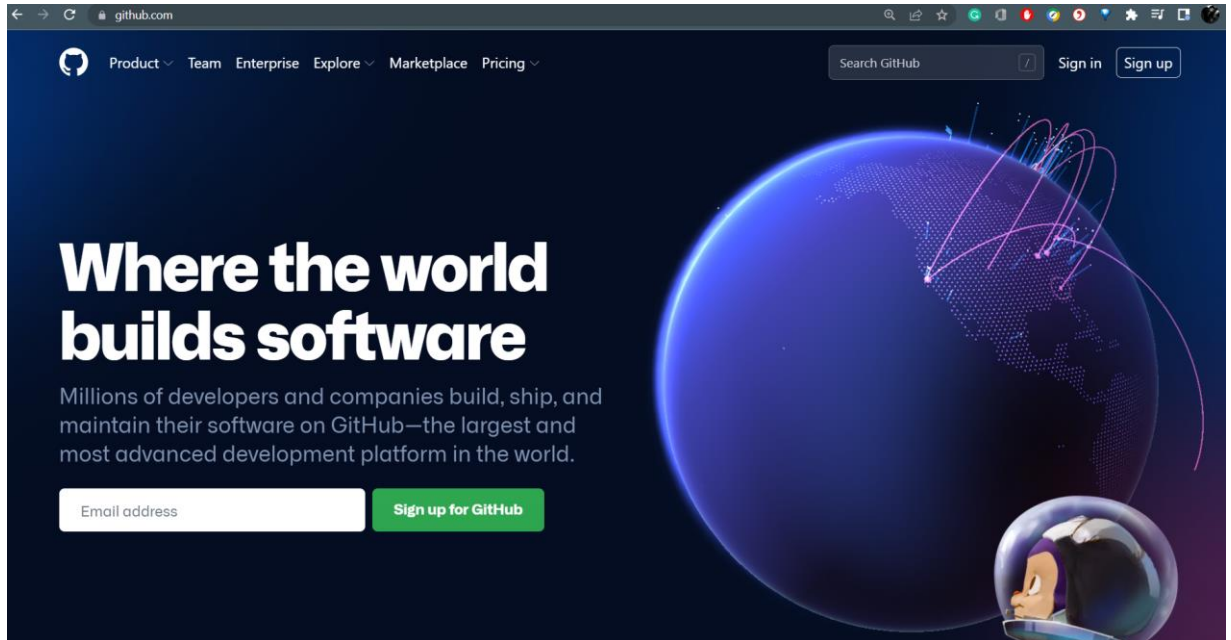 github.com
Product Team Enterprise Explore Marketplace Pricing
Search GitHub / Sign in Sign up
Where the world
builds software
Millions of developers and companies build, ship, and
maintain their software on GitHub—the largest and
most advanced development platform in the world.
Email address Sign up for GitHub